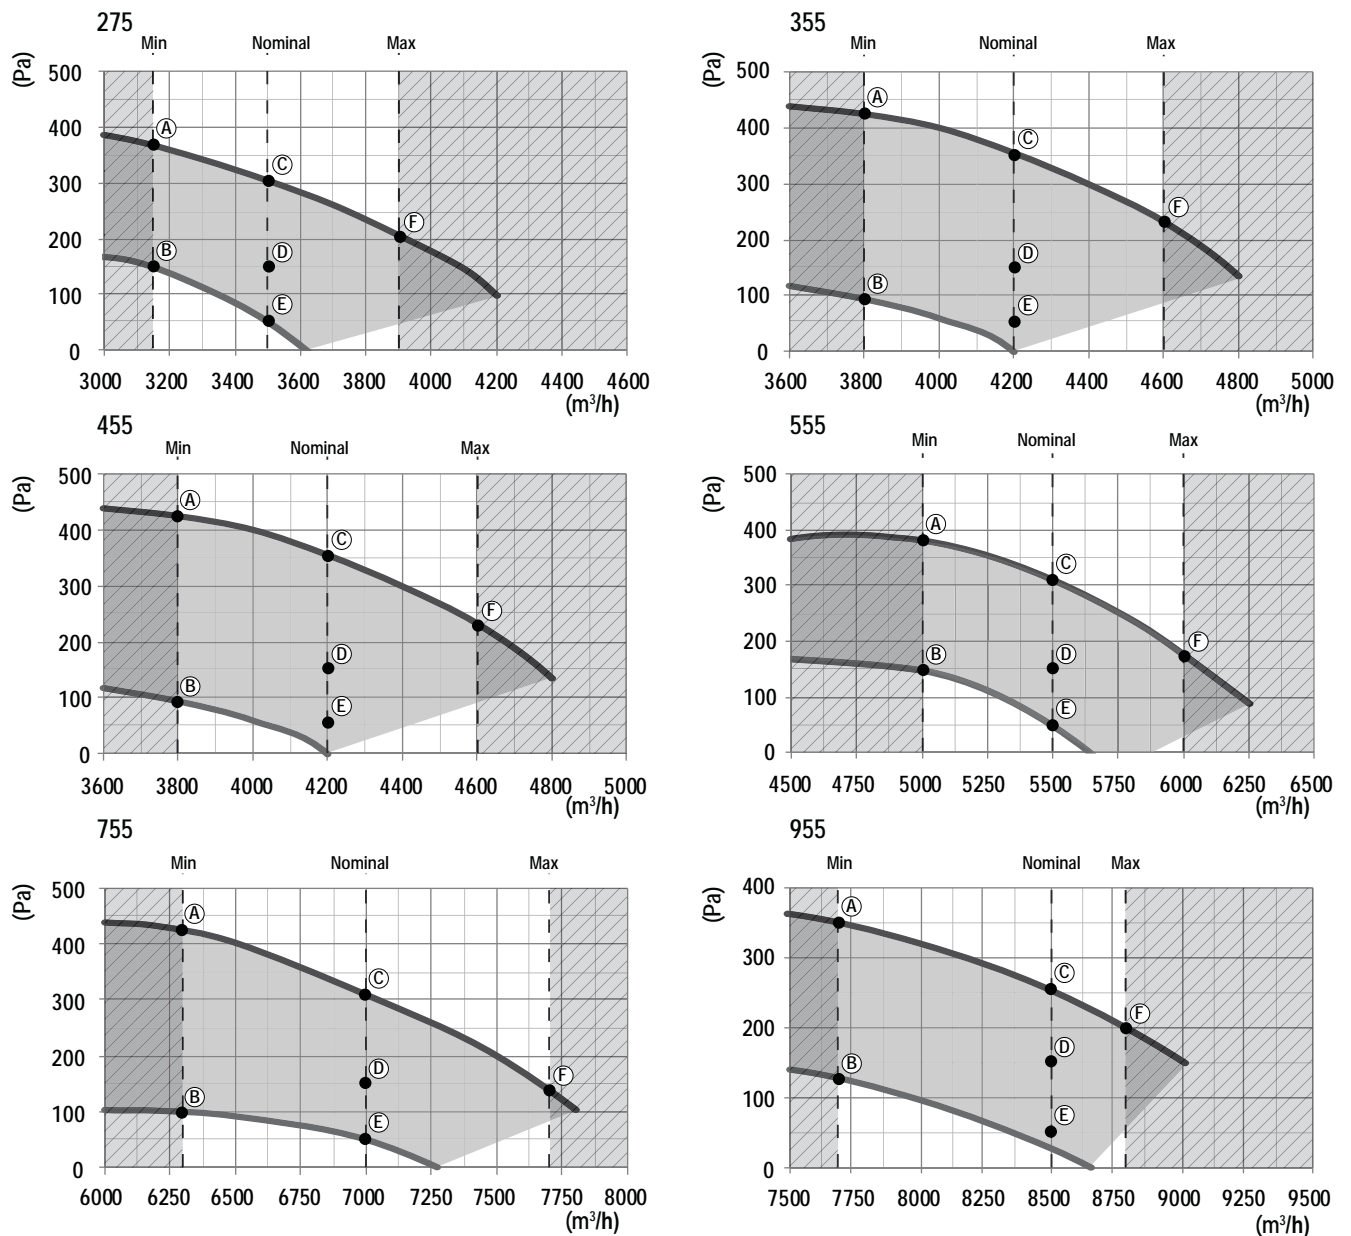 275
Min Nominal Max
(Pa)
500
400
300
200
100
0
A
B
C
D
E
F
3000 3200 3400 3600 3800 4000 4200 4400 4600
(m³/h)
355
Min Nominal Max
(Pa)
500
400
300
200
100
0
A
B
C
D
E
F
3600 3800 4000 4200 4400 4600 4800 5000
(m³/h)
455
Min Nominal Max
(Pa)
500
400
300
200
100
0
A
B
C
D
E
F
3600 3800 4000 4200 4400 4600 4800 5000
(m³/h)
555
Min Nominal Max
(Pa)
500
400
300
200
100
0
A
B
C
D
E
F
4500 4750 5000 5250 5500 5750 6000 6250 6500
(m³/h)
755
Min Nominal Max
(Pa)
500
400
300
200
100
0
A
B
C
D
E
F
6000 6250 6500 6750 7000 7250 7500 7750 8000
(m³/h)
955
Min Nominal Max
(Pa)
400
300
200
100
0
A
B
C
D
E
F
7500 7750 8000 8250 8500 8750 9000 9250 9500
(m³/h)